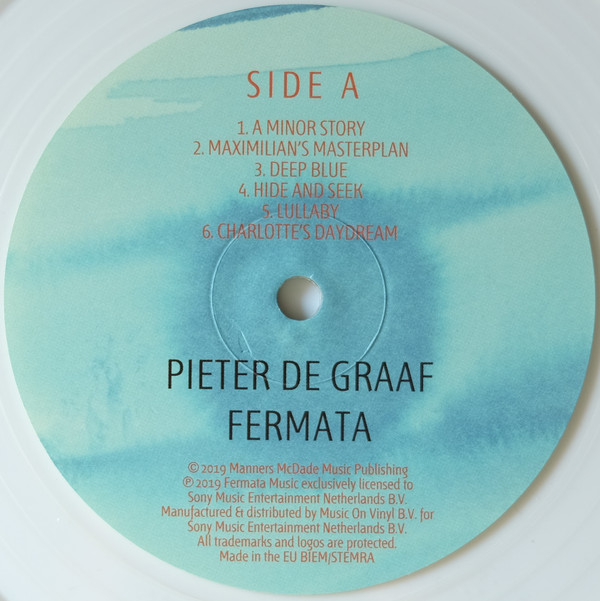 SIDE A
1. A MINOR STORY
2. MAXIMILIAN'S MASTERPLAN
3. DEEP BLUE
4. HIDE AND SEEK
5. LULLABY
6. CHARLOTTE'S DAYDREAM
PIETER DE GRAAF
FERMATA
© 2019 Manners McDade Music Publishing
℗ 2019 Fermata Music exclusively licensed to
Sony Music Entertainment Netherlands B.V.
Manufactured & distributed by Music On Vinyl B.V. for
Sony Music Entertainment Netherlands B.V.
All trademarks and logos are protected.
Made in the EU BIEM/STEMRA